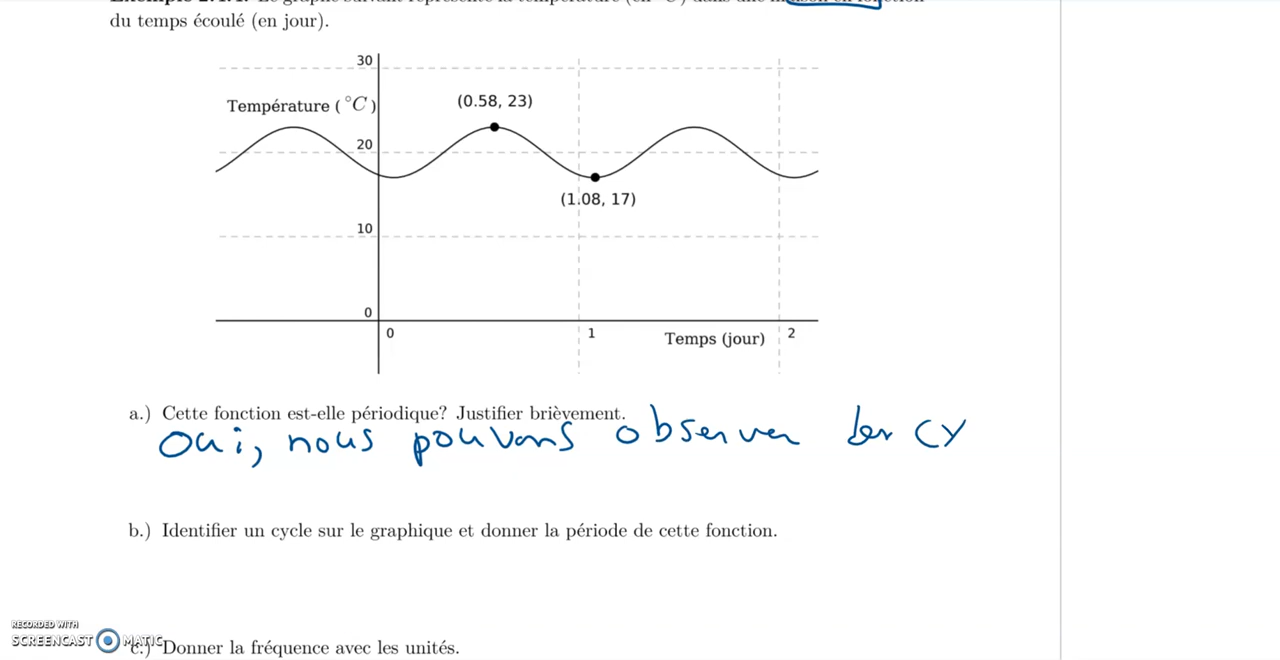 du temps écoulé (en jour).
30
Température ( °C )
(0.58, 23)
20
(1.08, 17)
10
0
0
1
Temps (jour)
2
a.) Cette fonction est-elle périodique? Justifier brièvement.
Oui, nous pouvons observer des cy
b.) Identifier un cycle sur le graphique et donner la période de cette fonction.
RECORDED WITH
SCREENCAST MATIC
c.) Donner la fréquence avec les unités.